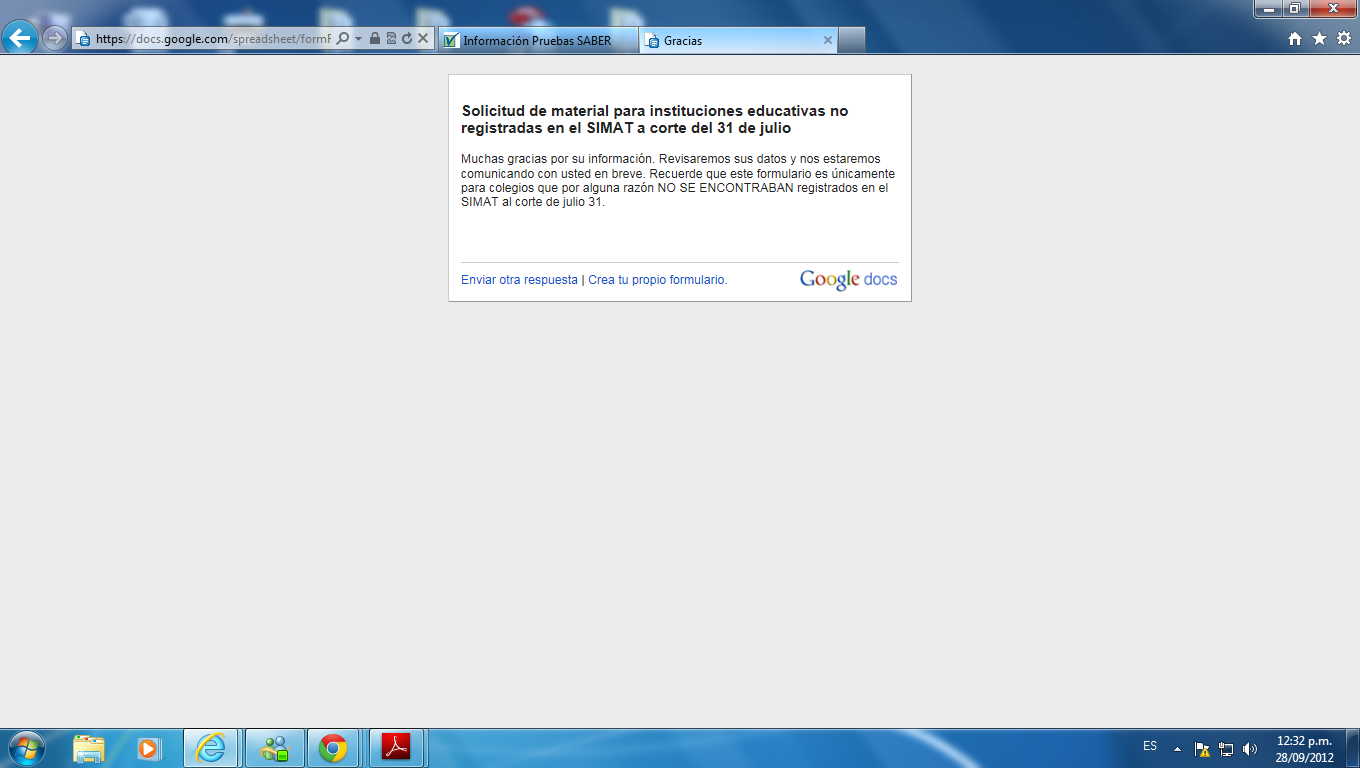 https://docs.google.com/spreadsheet/formF
Información Pruebas SABER
Gracias
Solicitud de material para instituciones educativas no
registradas en el SIMAT a corte del 31 de julio
Muchas gracias por su información. Revisaremos sus datos y nos estaremos
comunicando con usted en breve. Recuerde que este formulario es únicamente
para colegios que por alguna razón NO SE ENCONTRABAN registrados en el
SIMAT al corte de julio 31.
Enviar otra respuesta | Crea tu propio formulario.
Google docs
ES
12:32 p.m.
28/09/2012